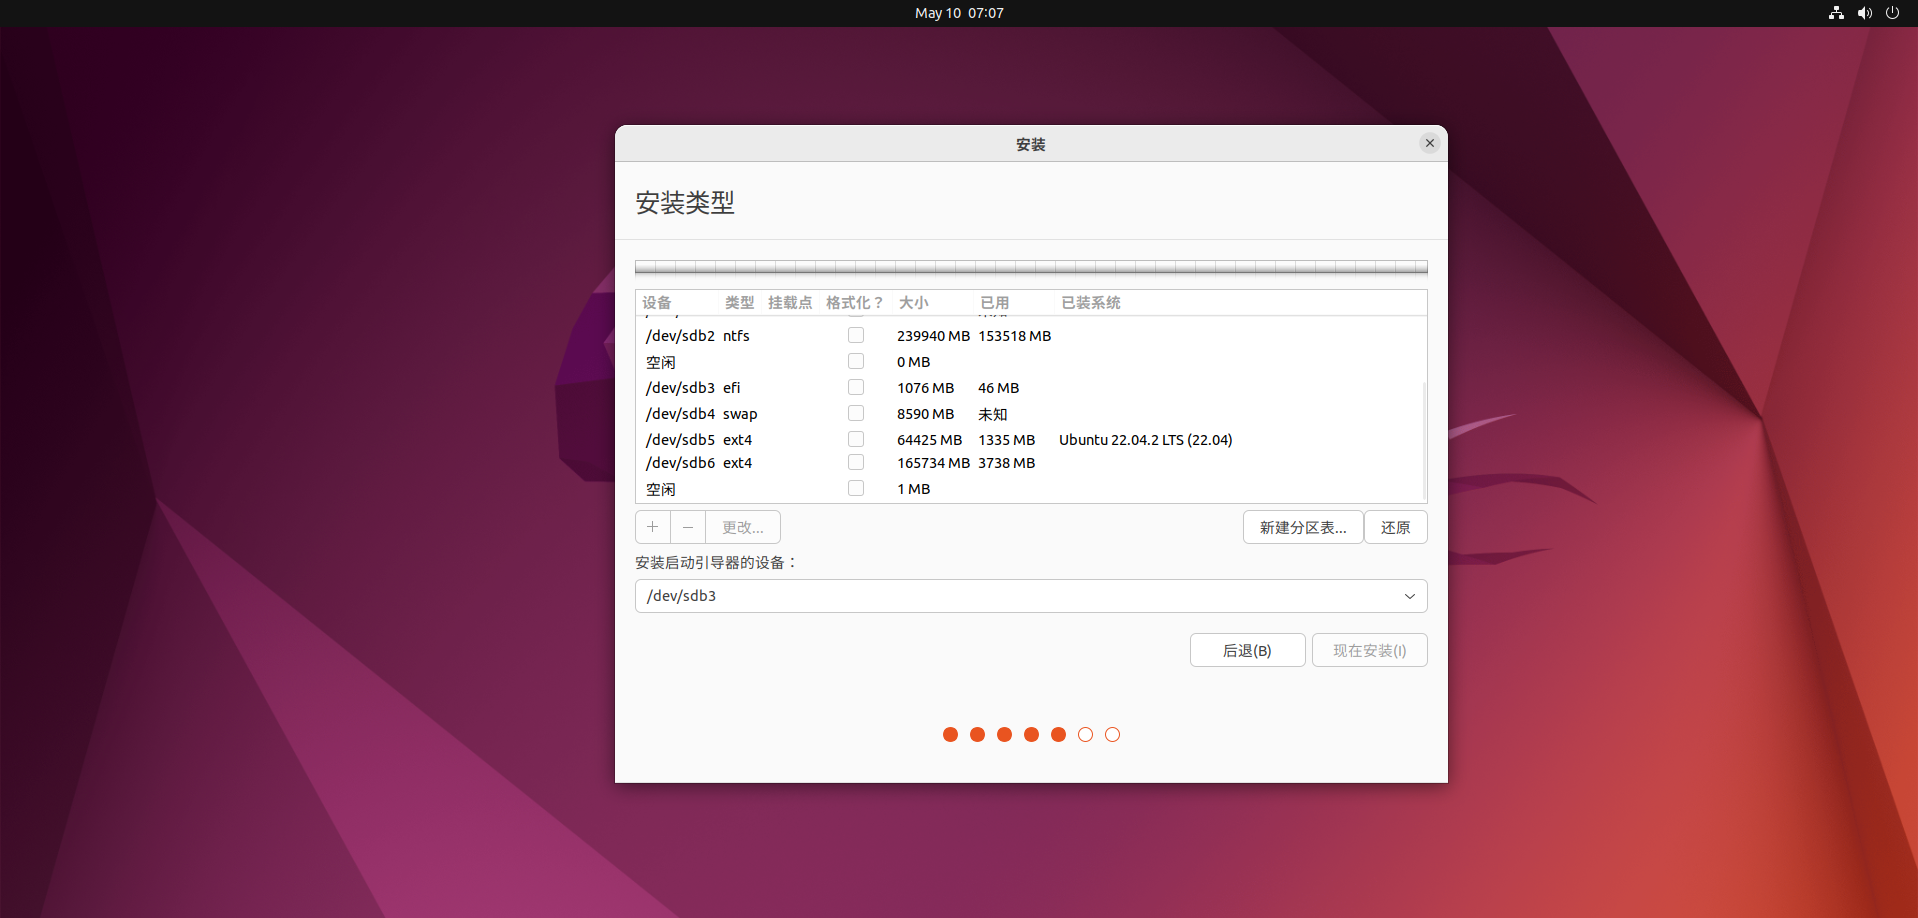 May 10 07:07
安装
安装类型
设备 类型 挂载点 格式化？ 大小 已用 已装系统
/dev/sdb2 ntfs 239940 MB 153518 MB
空闲 0 MB
/dev/sdb3 efi 1076 MB 46 MB
/dev/sdb4 swap 8590 MB 未知
/dev/sdb5 ext4 64425 MB 1335 MB Ubuntu 22.04.2 LTS (22.04)
/dev/sdb6 ext4 165734 MB 3738 MB
空闲 1 MB
+ − 更改... 新建分区表... 还原
安装启动引导器的设备：
/dev/sdb3
后退(B) 现在安装(I)